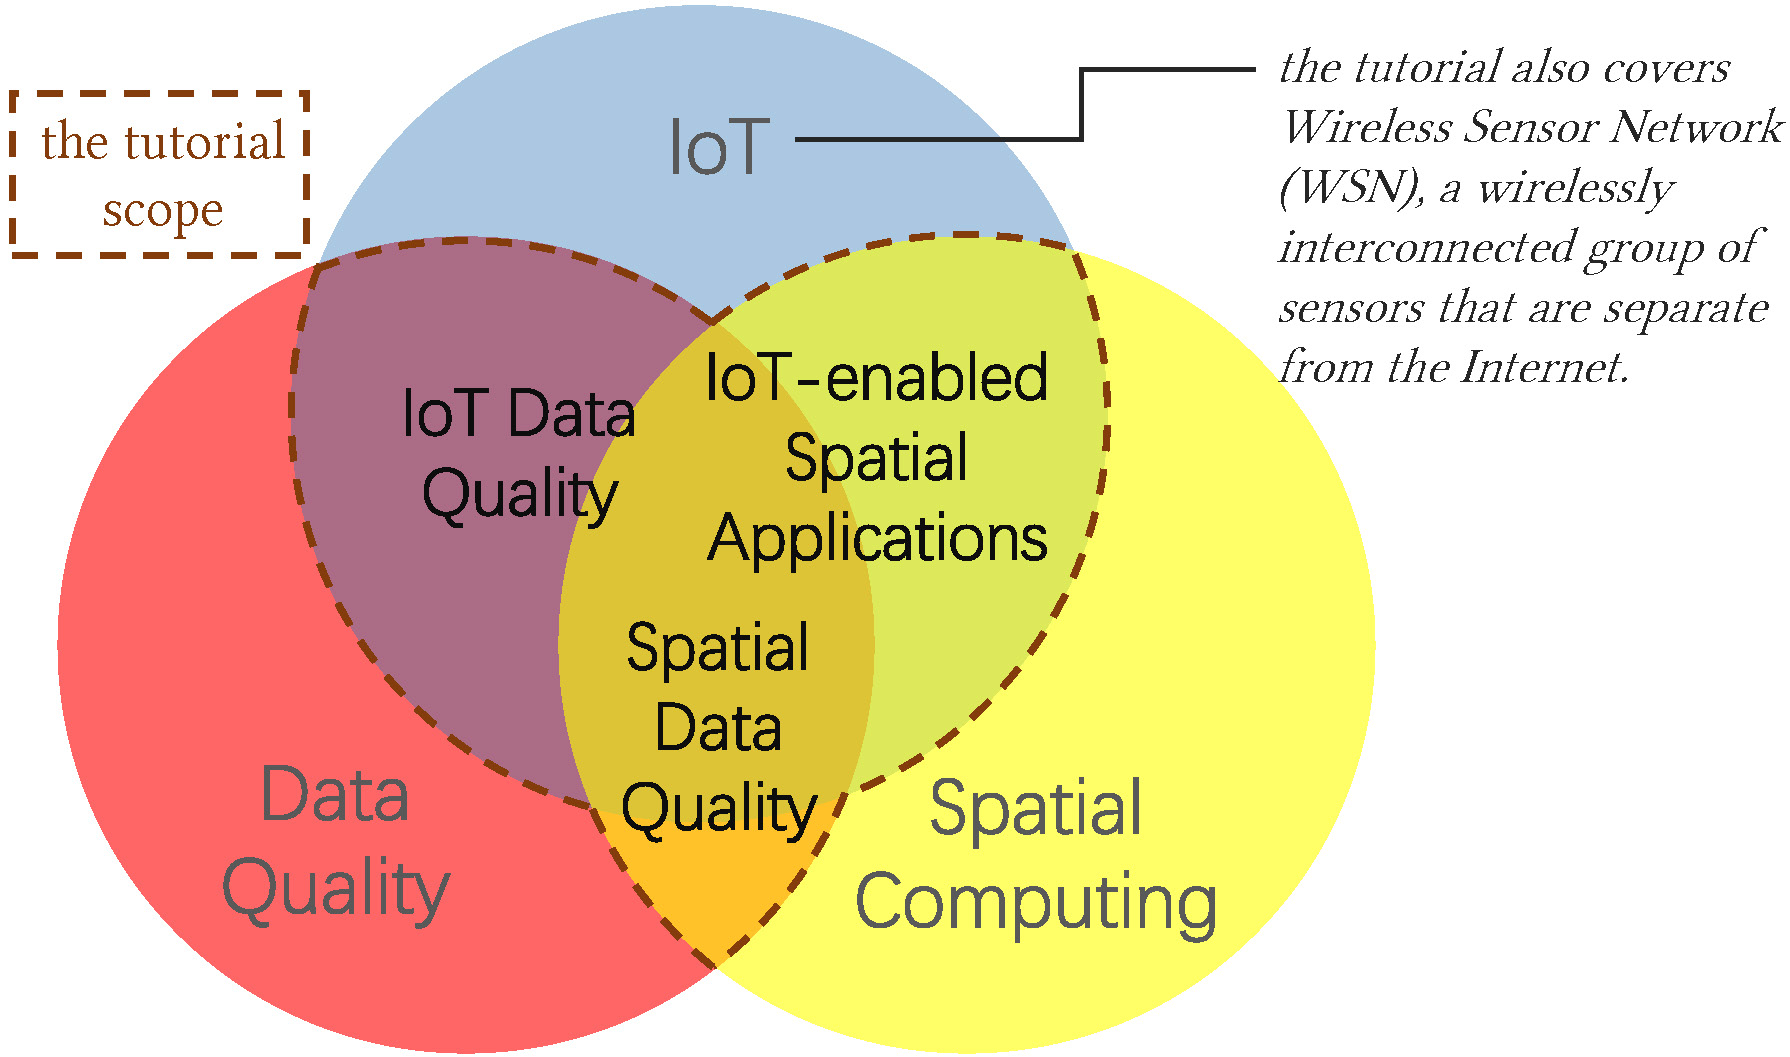 the tutorial
scope
IoT
the tutorial also covers
Wireless Sensor Network
(WSN), a wirelessly
interconnected group of
sensors that are separate
from the Internet.
IoT Data
Quality
IoT-enabled
Spatial
Applications
Spatial
Data
Quality
Data
Quality
Spatial
Computing